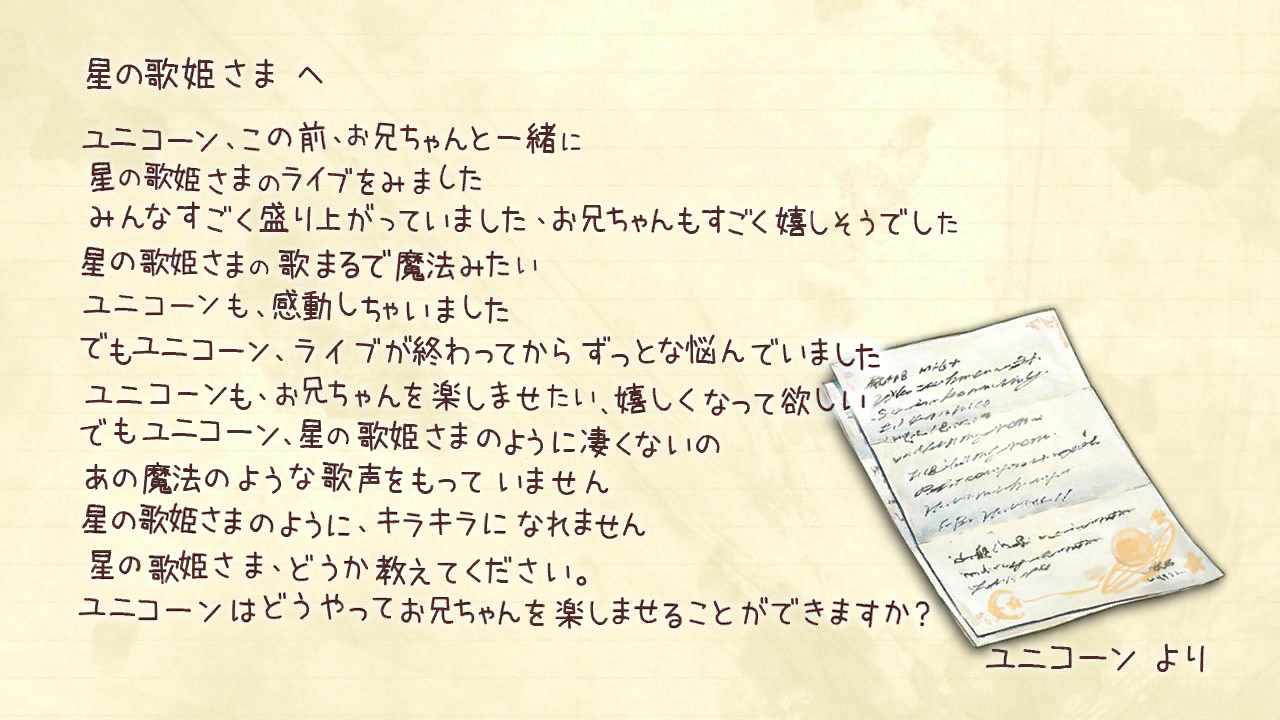 星の歌姫さま へ
ユニコーン、この前、お兄ちゃんと一緒に
星の歌姫さまのライブをみました
みんなすごく盛り上がっていました、お兄ちゃんもすごく嬉しそうでした
星の歌姫さまの歌まるで魔法みたい
ユニコーンも、感動しちゃいました
でもユニコーン、ライブが終わってからずっとな悩んでいました
ユニコーンも、お兄ちゃんを楽しませたい、嬉しくなって欲しい
でもユニコーン、星の歌姫さまのように凄くないの
あの魔法のような歌声をもっていません
星の歌姫さまのように、キラキラになれません
星の歌姫さま、どうか教えてください。
ユニコーンはどうやってお兄ちゃんを楽しませることができますか？
ユニコーン より